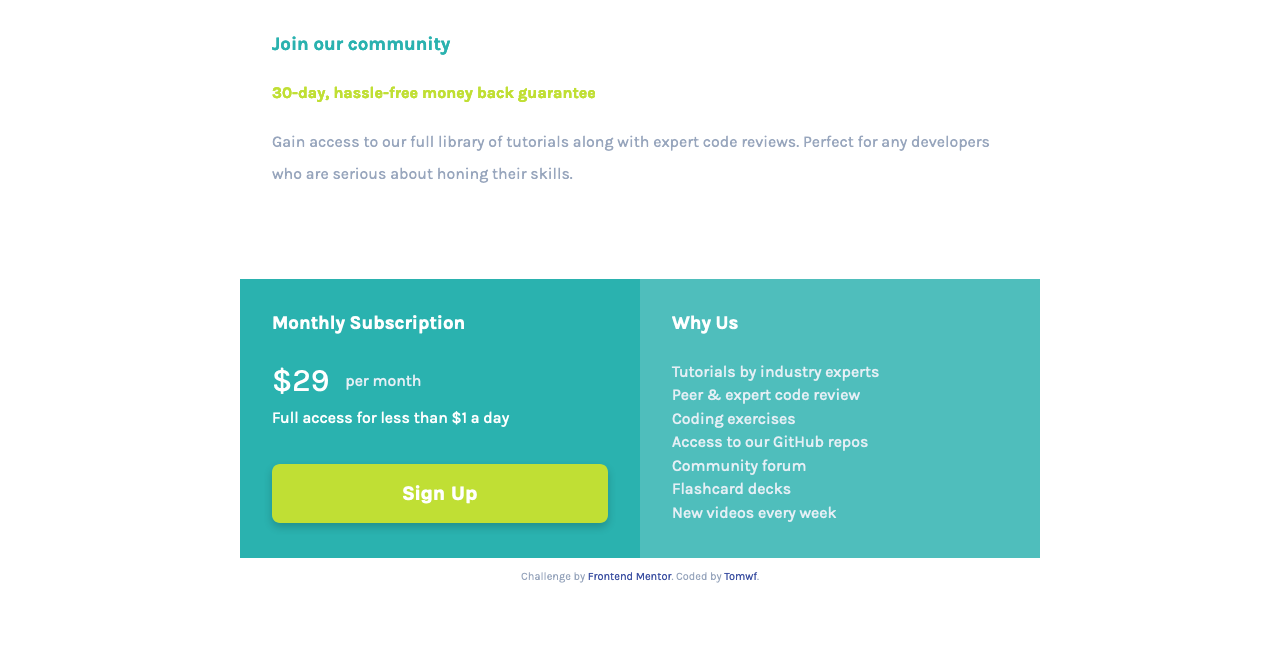 Join our community
30-day, hassle-free money back guarantee
Gain access to our full library of tutorials along with expert code reviews. Perfect for any developers
who are serious about honing their skills.
Monthly Subscription
$29 per month
Full access for less than $1 a day
Sign Up
Why Us
Tutorials by industry experts
Peer & expert code review
Coding exercises
Access to our GitHub repos
Community forum
Flashcard decks
New videos every week
Challenge by Frontend Mentor. Coded by Tomwf.